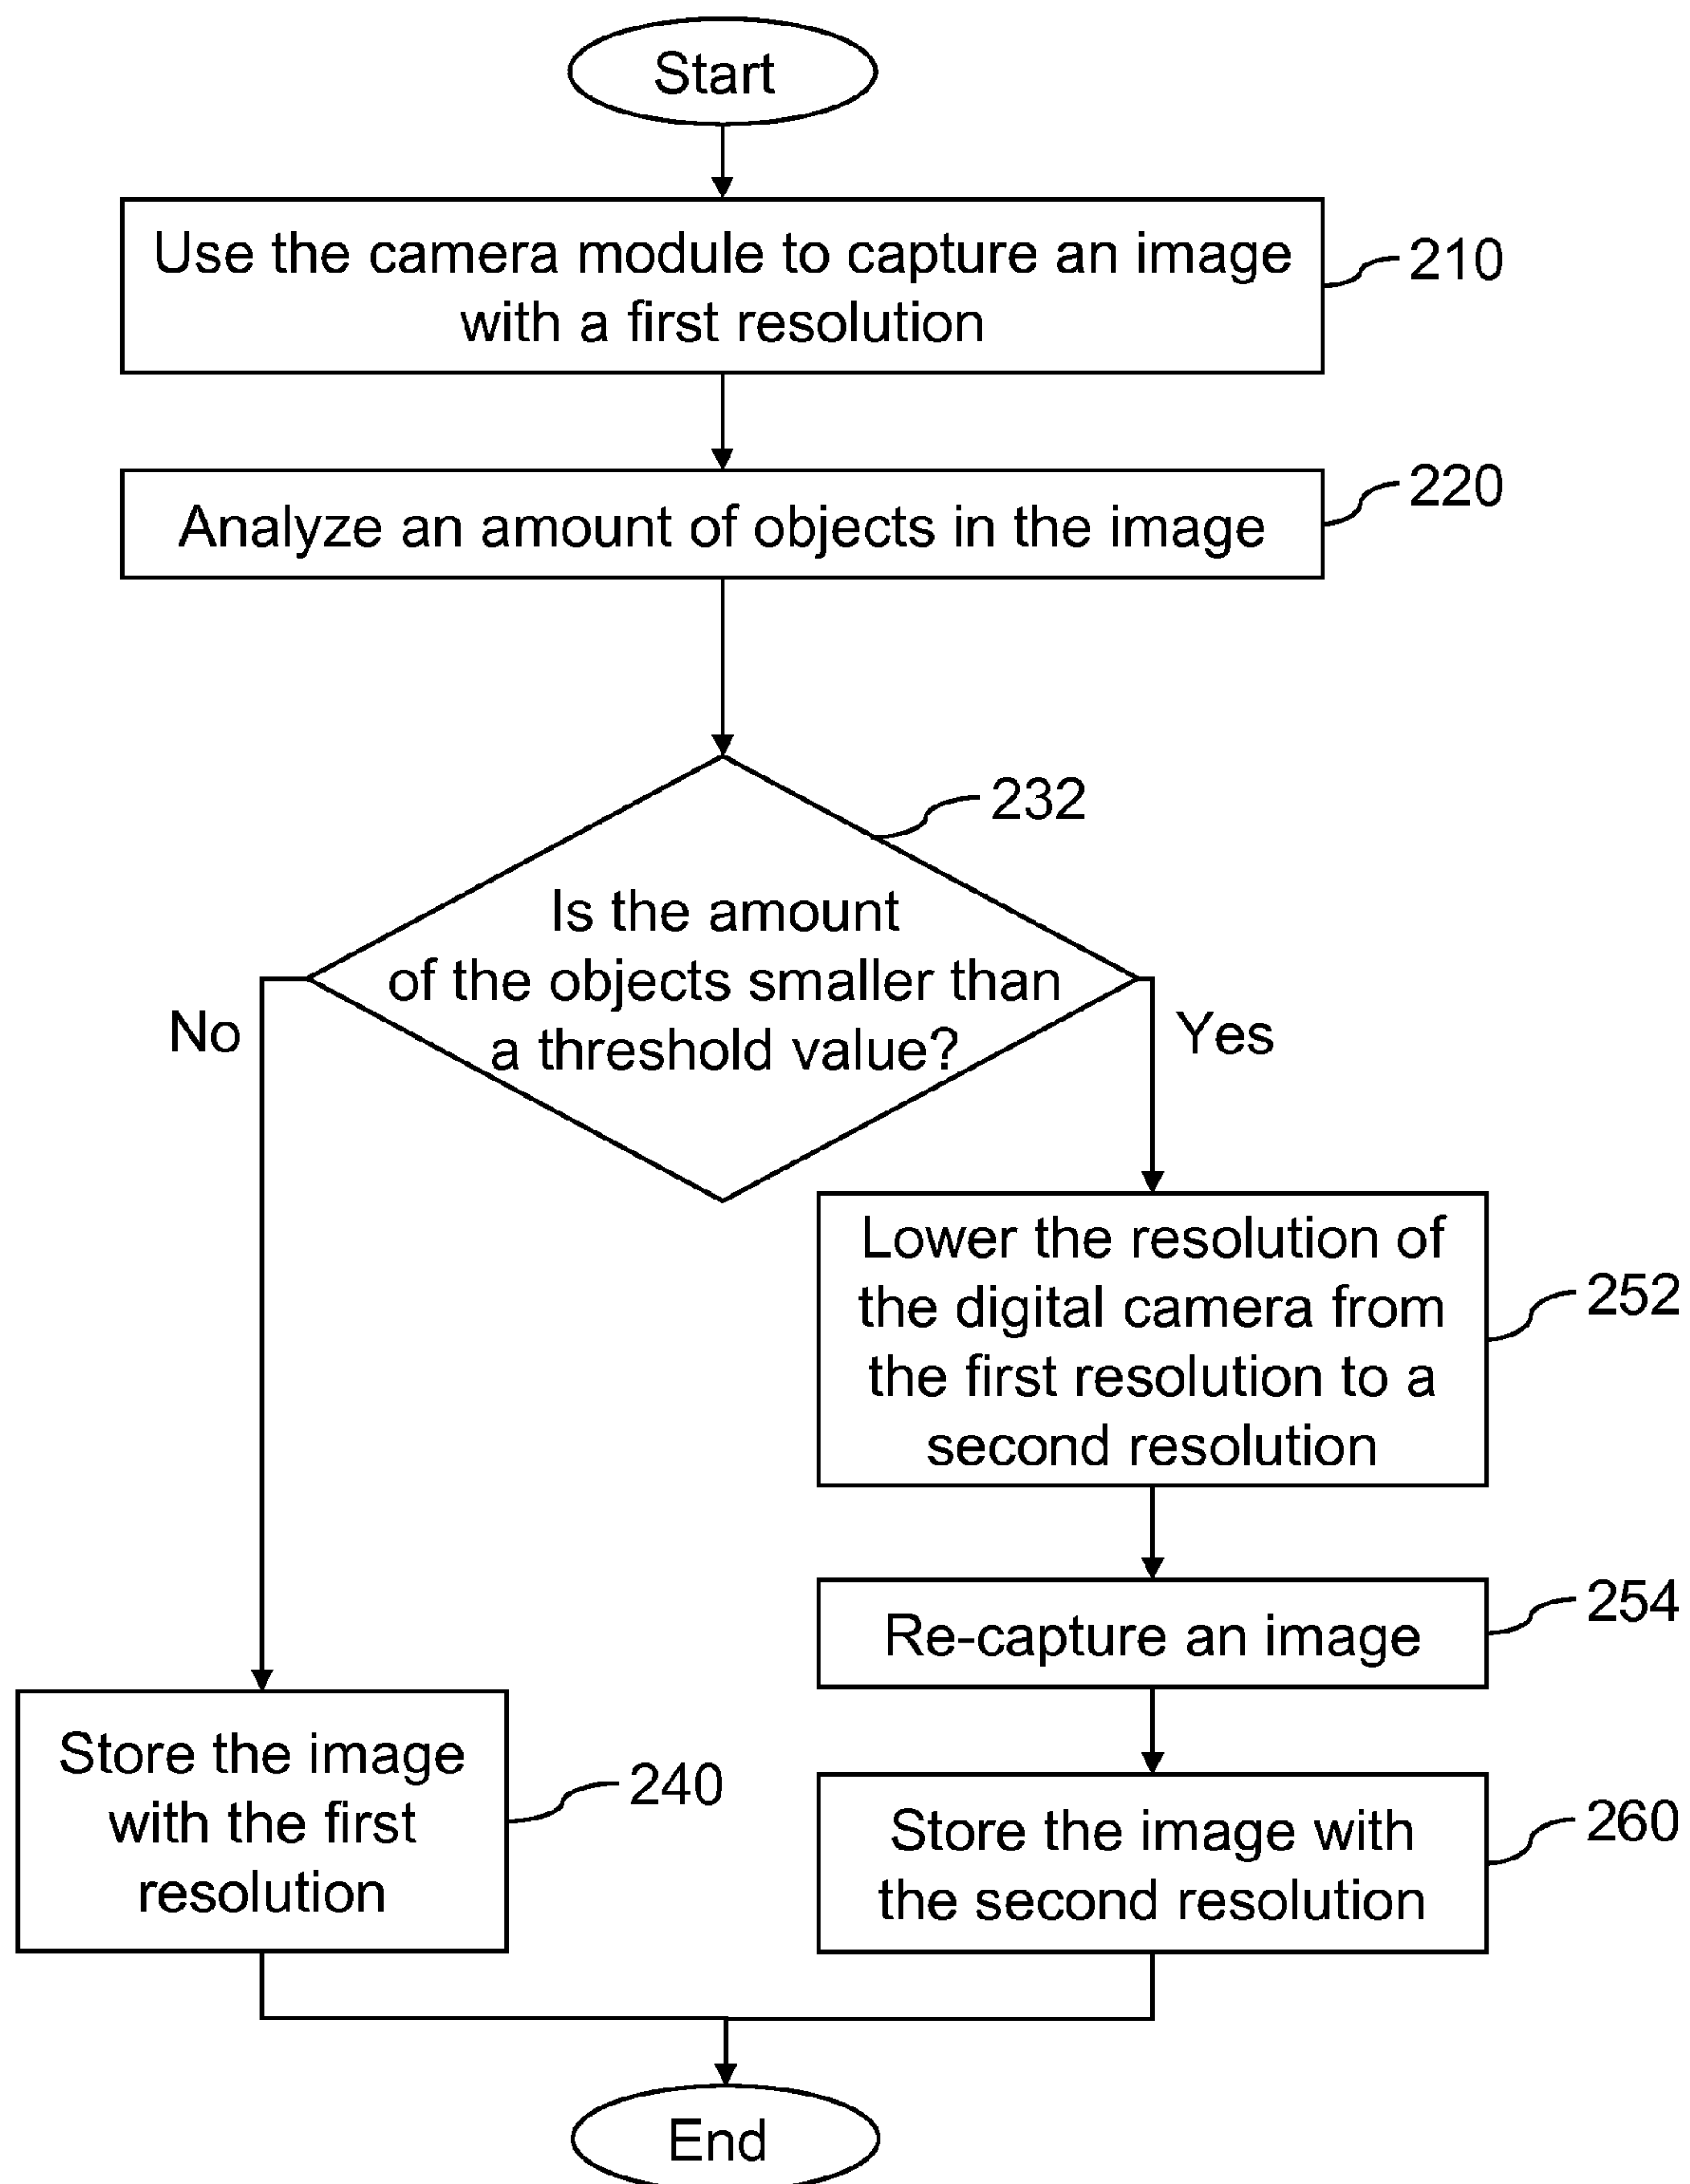 Start
Use the camera module to capture an image
with a first resolution
210
Analyze an amount of objects in the image
220
232
Is the amount
of the objects smaller than
a threshold value?
No
Yes
Lower the resolution of
the digital camera from
the first resolution to a
second resolution
252
Re-capture an image
254
Store the image
with the first
resolution
240
Store the image with
the second resolution
260
End